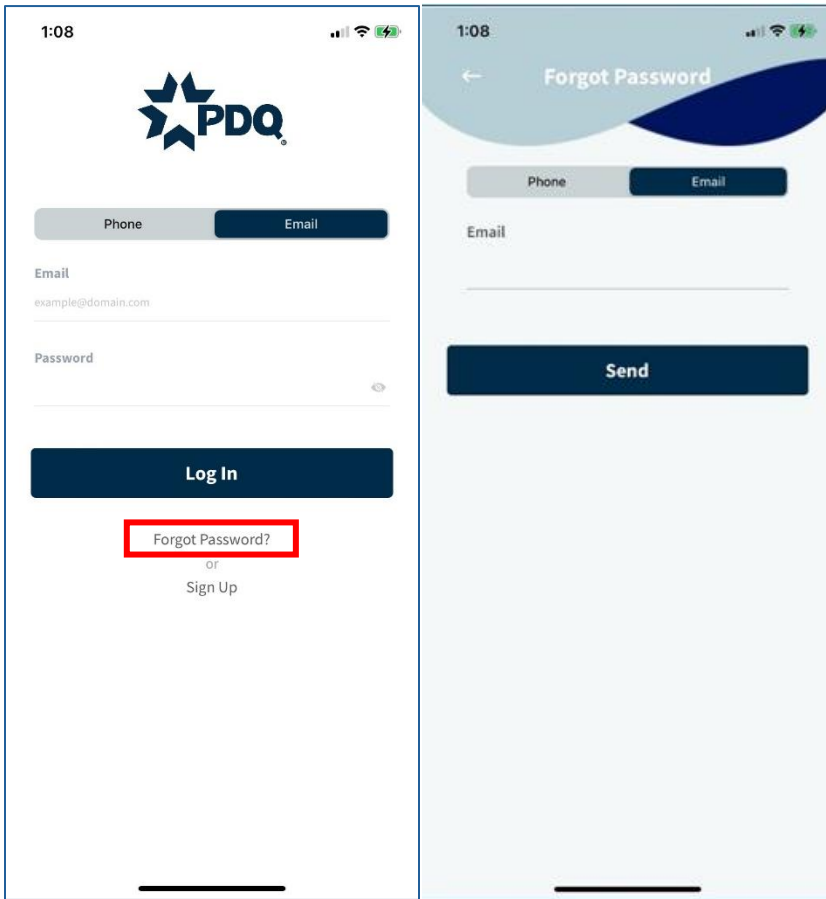 1:08
PDQ
Phone Email
Email
example@domain.com
Password
Log In
Forgot Password?
or
Sign Up
1:08
Forgot Password
Phone Email
Email
Send